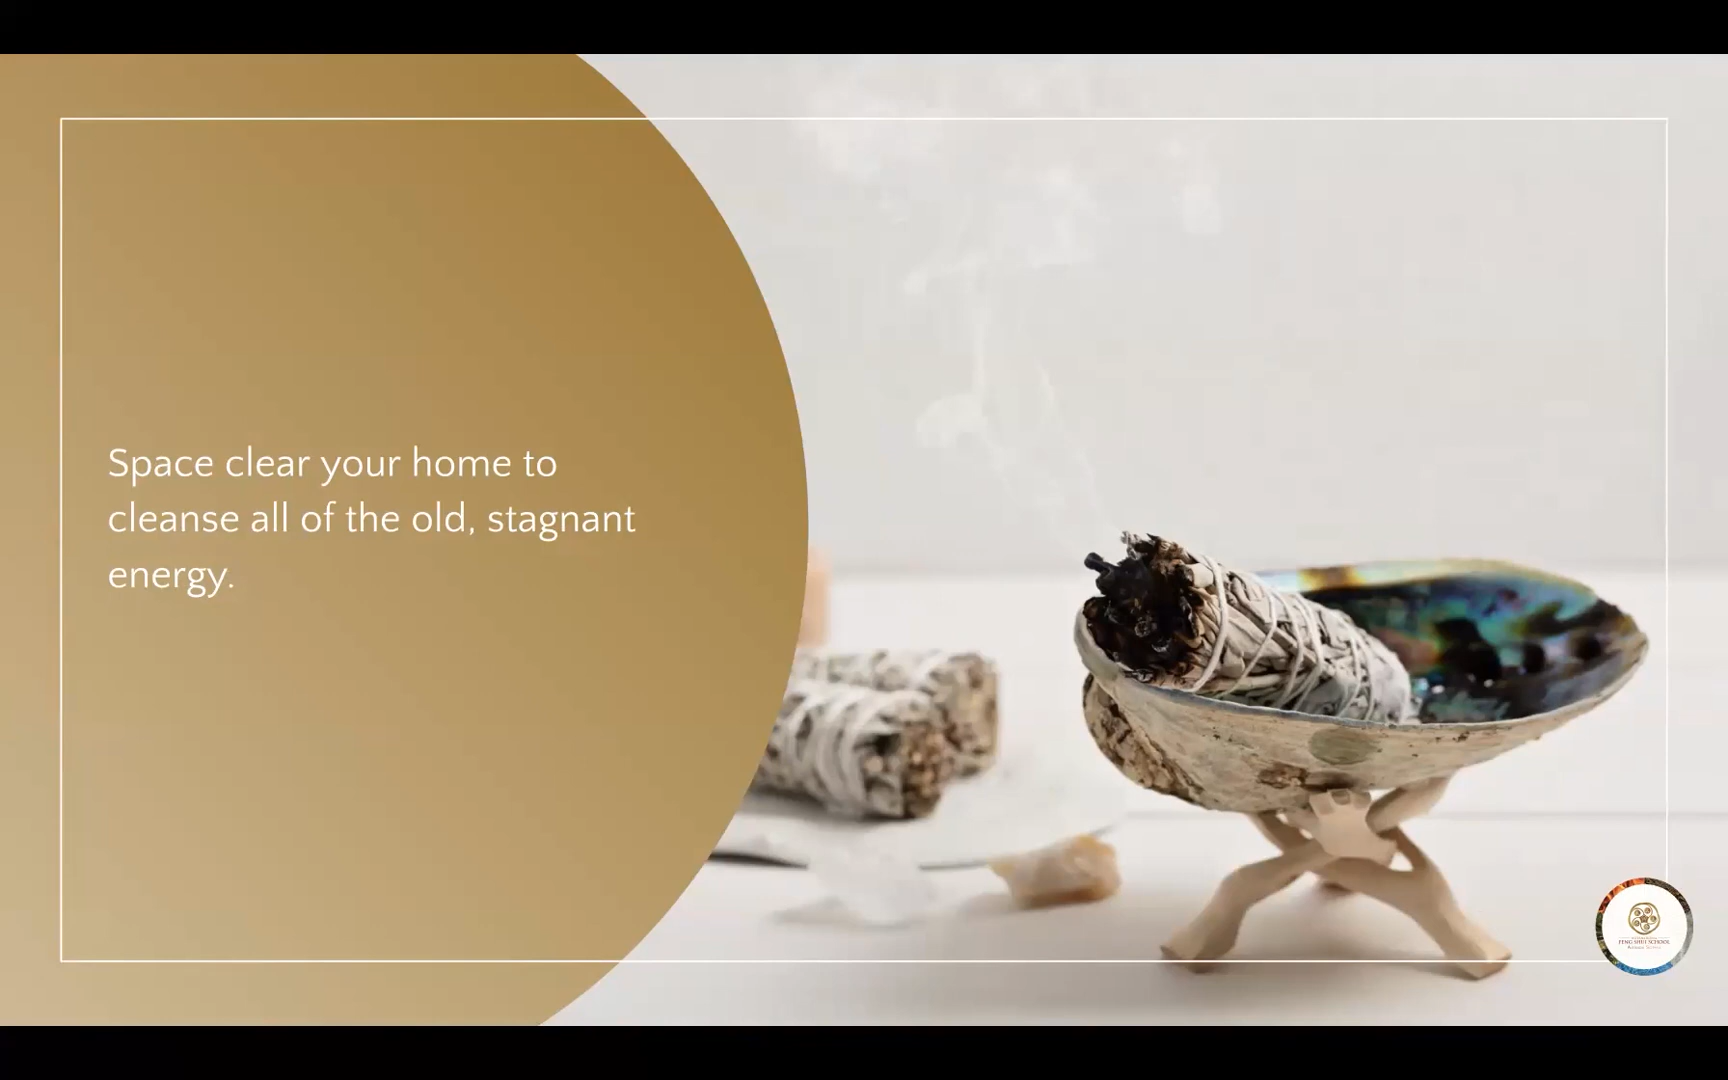 Space clear your home to
cleanse all of the old, stagnant
energy.
FENG SHUI SCHOOL